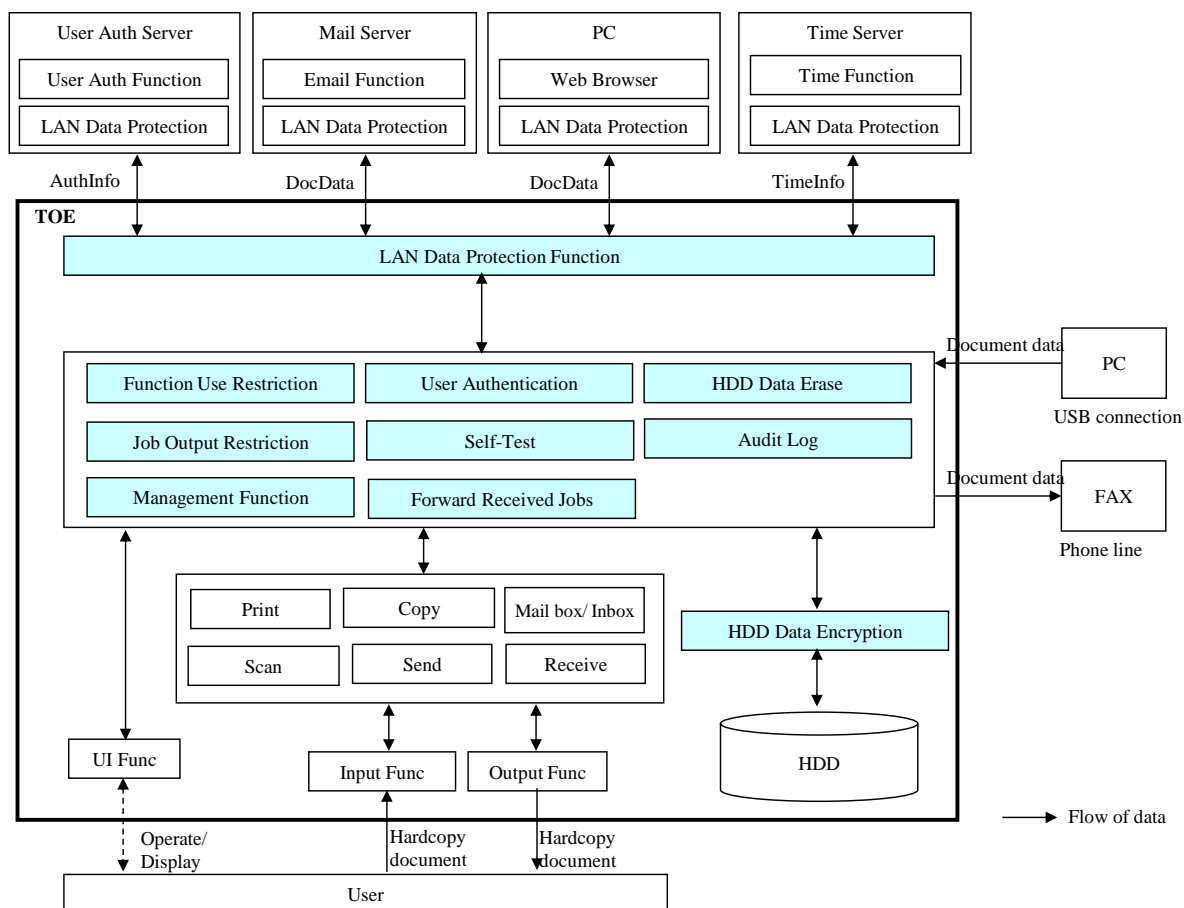 User Auth Server
Mail Server
PC
Time Server
User Auth Function
Email Function
Web Browser
Time Function
LAN Data Protection
LAN Data Protection
LAN Data Protection
LAN Data Protection
AuthInfo
DocData
DocData
TimeInfo
TOE
LAN Data Protection Function
Function Use Restriction
User Authentication
HDD Data Erase
Job Output Restriction
Self-Test
Audit Log
Management Function
Forward Received Jobs
Document data
PC
USB connection
Document data
FAX
Phone line
Print
Copy
Mail box/ Inbox
Scan
Send
Receive
HDD Data Encryption
HDD
UI Func
Input Func
Output Func
Flow of data
Operate/
Display
Hardcopy
document
Hardcopy
document
User